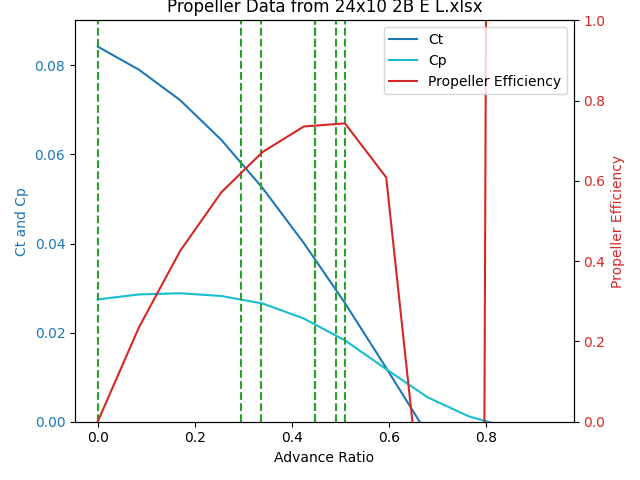 Propeller Data from 24x10 2B E L.xlsx
Ct
Cp
Propeller Efficiency
0.08
0.06
0.04
0.02
0.00
Ct and Cp
1.0
0.8
0.6
0.4
0.2
0.0
Propeller Efficiency
0.0 0.2 0.4 0.6 0.8
Advance Ratio